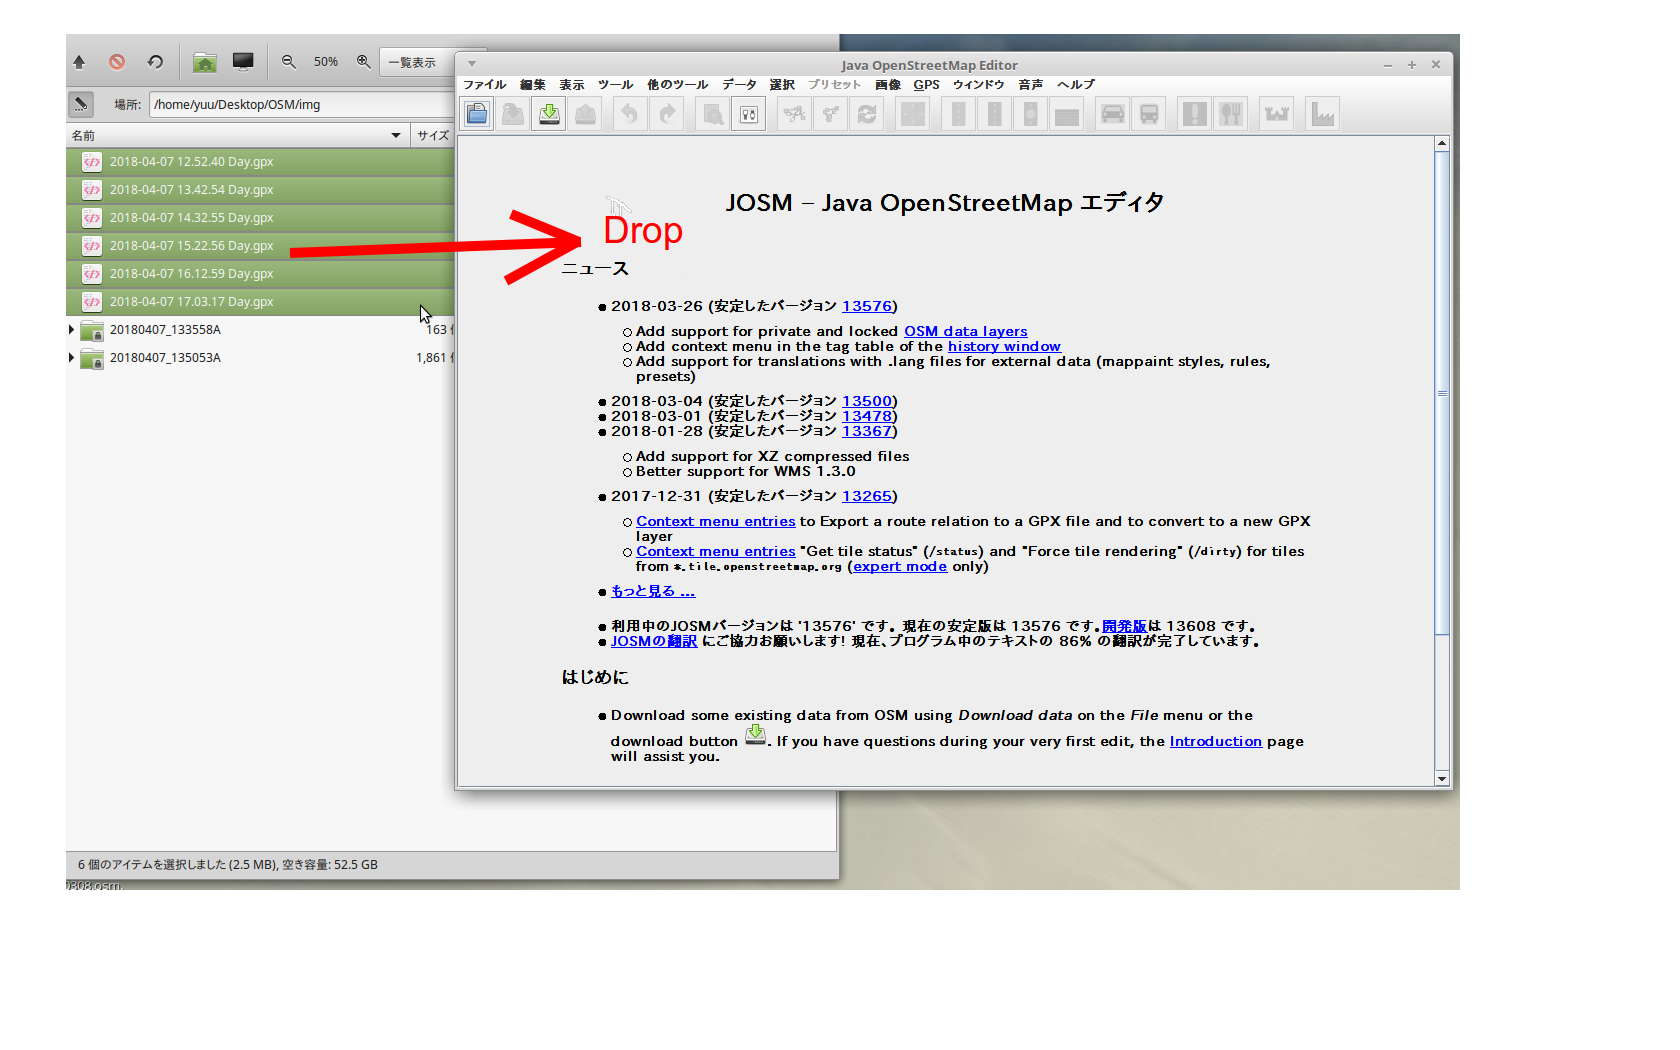 50%
一覧表示
場所:
/home/yuu/Desktop/OSM/img
名前
サイズ
2018-04-07 12.52.40 Day.gpx
2018-04-07 13.42.54 Day.gpx
2018-04-07 14.32.55 Day.gpx
2018-04-07 15.22.56 Day.gpx
2018-04-07 16.12.59 Day.gpx
2018-04-07 17.03.17 Day.gpx
20180407_133558A
163
20180407_135053A
1,861
6 個のアイテムを選択しました (2.5 MB), 空き容量: 52.5 GB
0308.osm.
Java OpenStreetMap Editor
ファイル 編集 表示 ツール 他のツール データ 選択 プリセット 画像 GPS ウィンドウ 音声 ヘルプ
JOSM – Java OpenStreetMap エディタ
Drop
ニュース
2018-03-26 (安定したバージョン 13576)
Add support for private and locked OSM data layers
Add context menu in the tag table of the history window
Add support for translations with .lang files for external data (mappaint styles, rules,
presets)
2018-03-04 (安定したバージョン 13500)
2018-03-01 (安定したバージョン 13478)
2018-01-28 (安定したバージョン 13367)
Add support for XZ compressed files
Better support for WMS 1.3.0
2017-12-31 (安定したバージョン 13265)
Context menu entries to Export a route relation to a GPX file and to convert to a new GPX
layer
Context menu entries "Get tile status" (/status) and "Force tile rendering" (/dirty) for tiles
from *.tile.openstreetmap.org (expert mode only)
もっと見る ...
利用中のJOSMバージョンは '13576' です。 現在の安定版は 13576 です。開発版は 13608 です。
JOSMの翻訳 にご協力お願いします! 現在、プログラム中のテキストの 86% の翻訳が完了しています。
はじめに
Download some existing data from OSM using Download data on the File menu or the
download button . If you have questions during your very first edit, the Introduction page
will assist you.